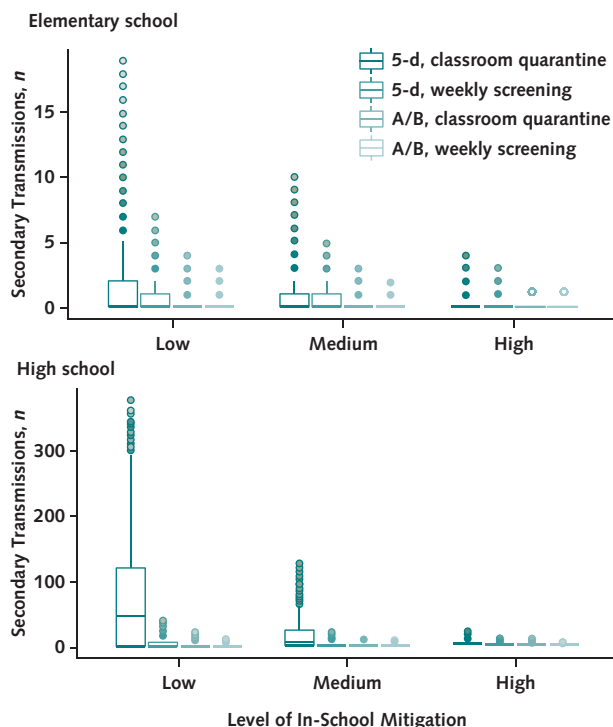 Elementary school
Secondary Transmissions, n
15
10
5
0
5-d, classroom quarantine
5-d, weekly screening
A/B, classroom quarantine
A/B, weekly screening
Low Medium High
High school
Secondary Transmissions, n
300
200
100
0
Low Medium High
Level of In-School Mitigation